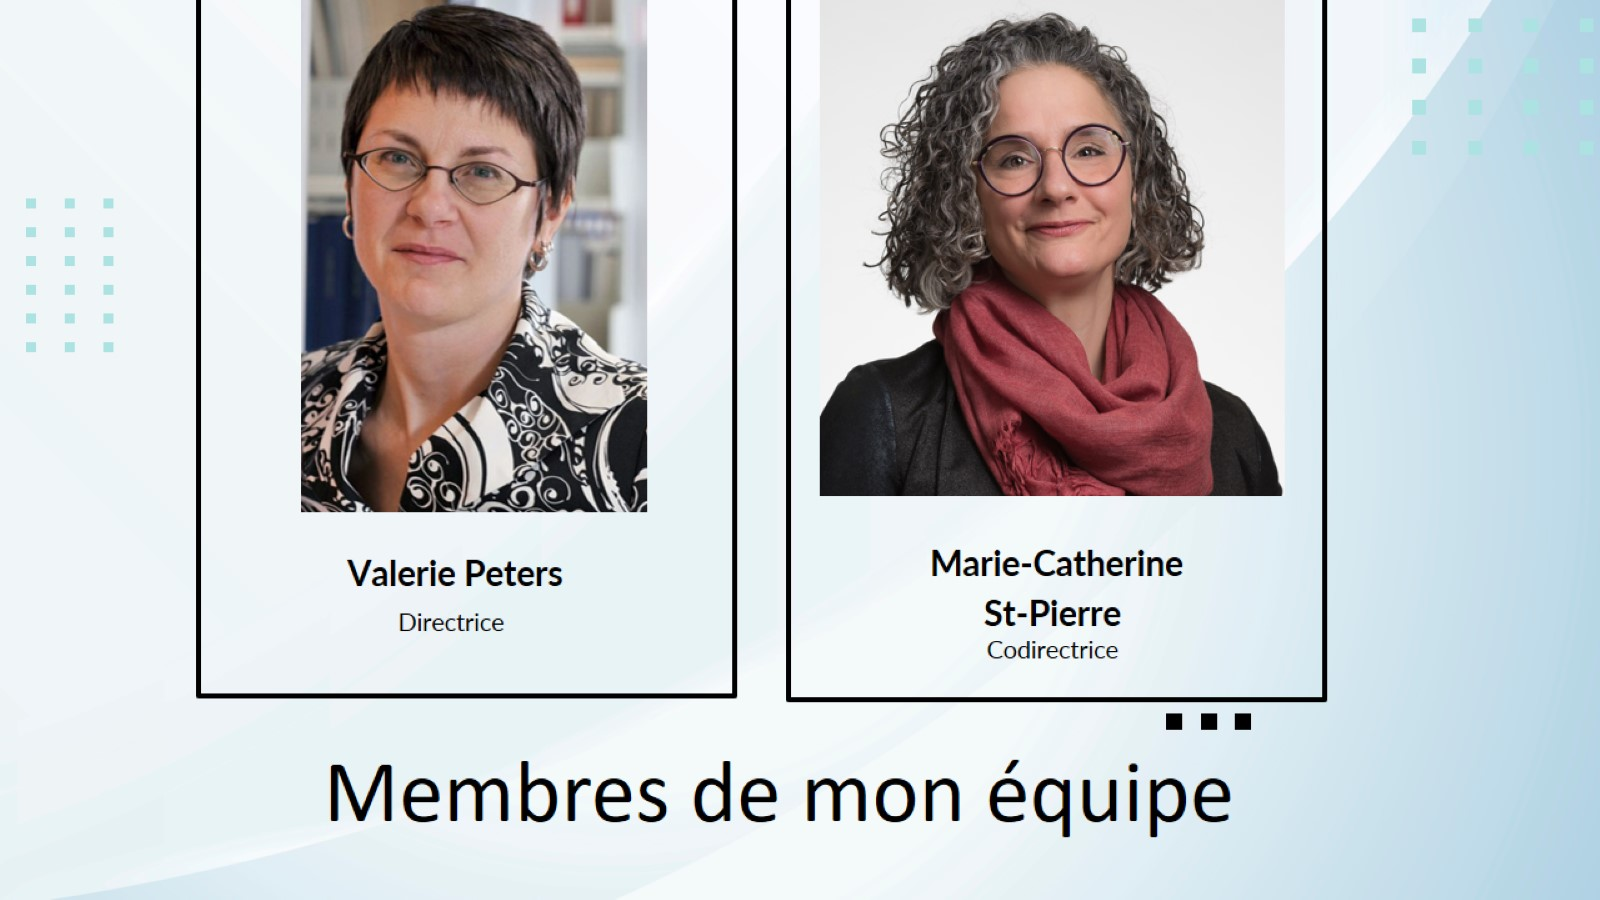 Valerie Peters
Directrice
Marie-Catherine
St-Pierre
Codirectrice
Membres de mon équipe